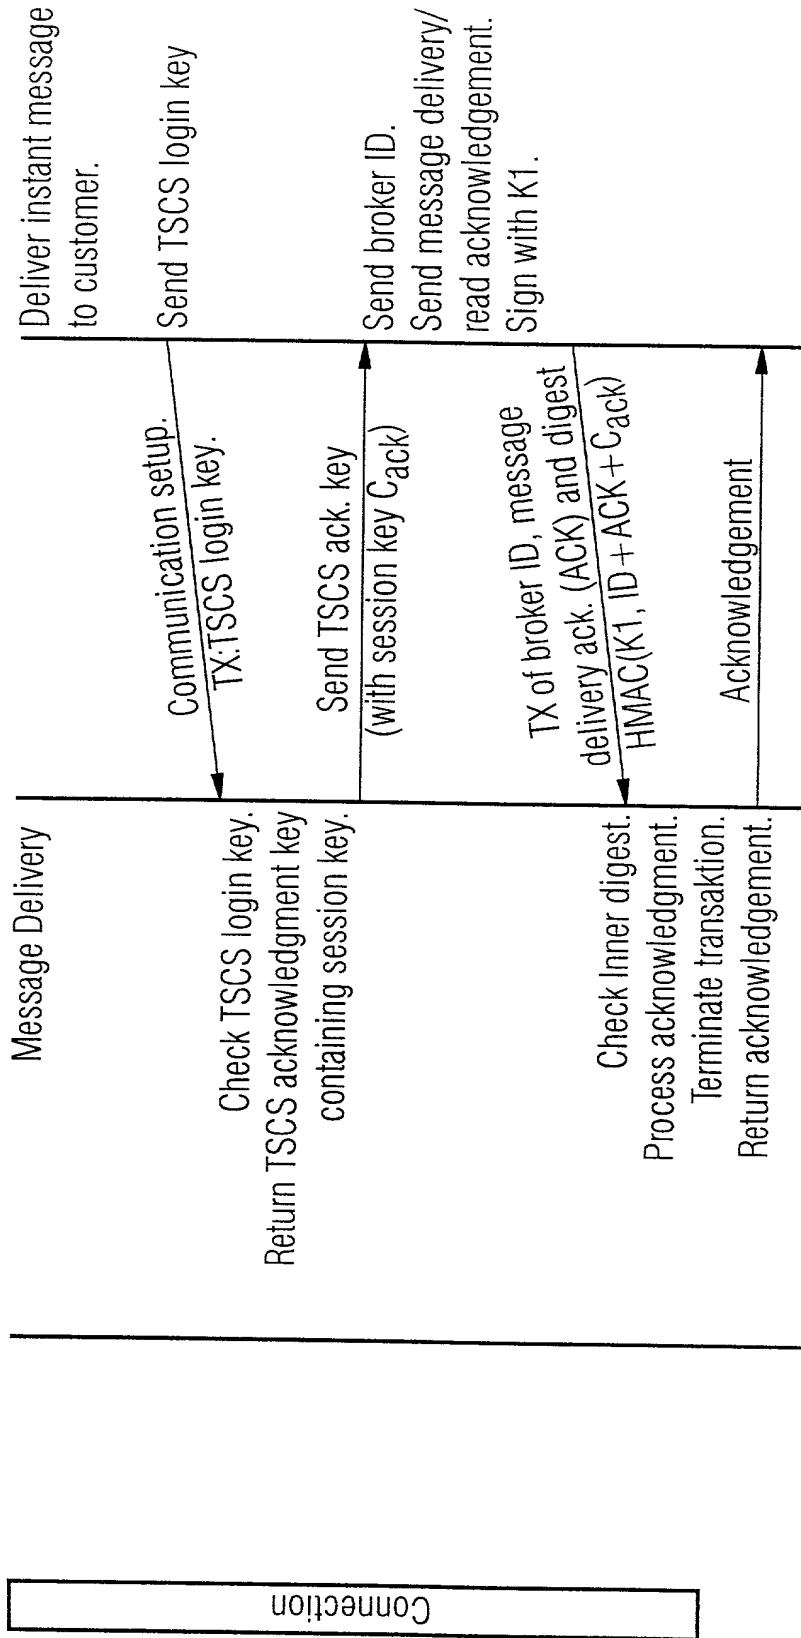 Deliver instant message
to customer.
Send TSCS login key
Send broker ID.
Send message delivery/
read acknowledgement.
Sign with K1.
Communication setup.
TX:TSCS login key.
Send TSCS ack. key
(with session key Cack)
TX of broker ID, message
delivery ack. (ACK) and digest
HMAC(K1, ID+ACK+Cack)
Acknowledgement
Message Delivery
Check TSCS login key.
Return TSCS acknowledgment key
containing session key.
Check Inner digest.
Process acknowledgment.
Terminate transaktion.
Return acknowledgement.
Connection